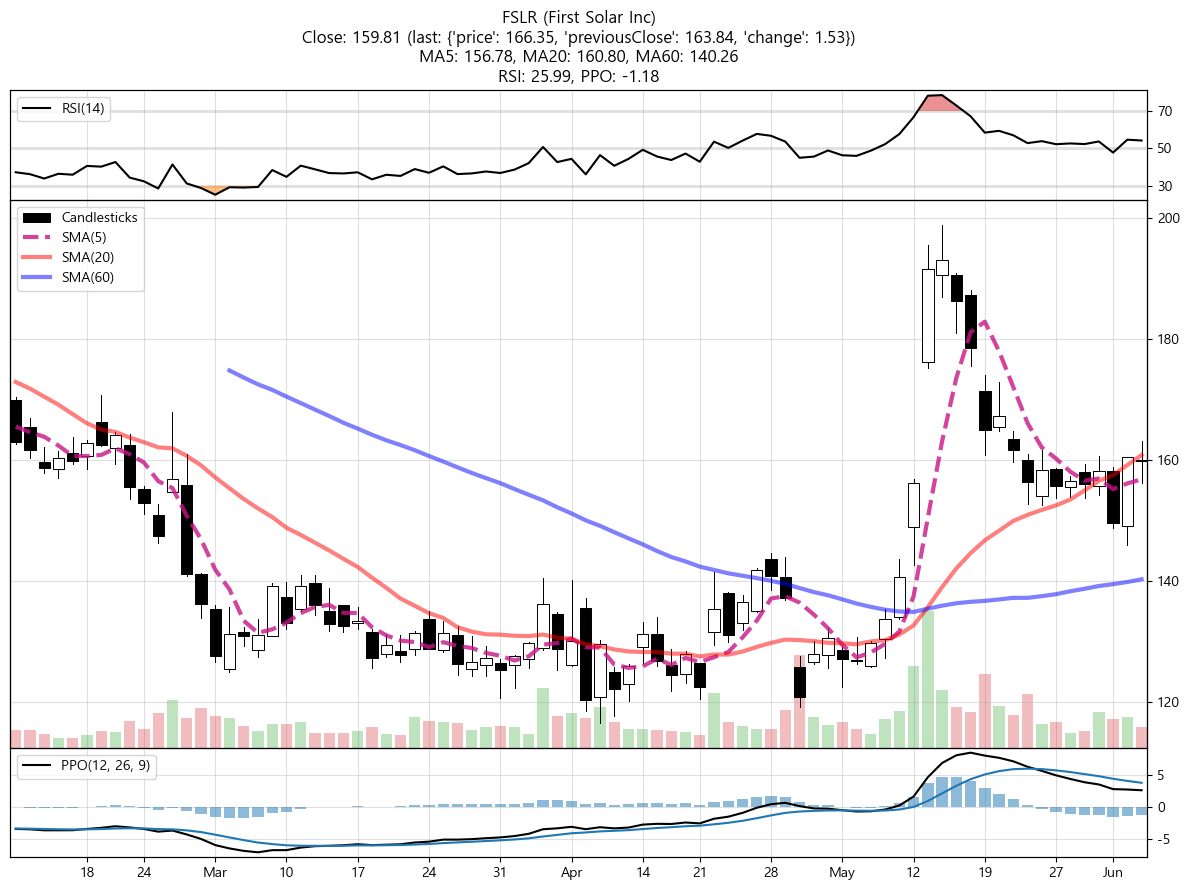 FSLR (First Solar Inc)
Close: 159.81 (last: {'price': 166.35, 'previousClose': 163.84, 'change': 1.53})
MA5: 156.78, MA20: 160.80, MA60: 140.26
RSI: 25.99, PPO: -1.18
RSI(14)
70
50
30
Candlesticks
SMA(5)
SMA(20)
SMA(60)
200
180
160
140
120
PPO(12, 26, 9)
5
0
-5
18 24 Mar 10 17 24 31 Apr 14 21 28 May 12 19 27 Jun